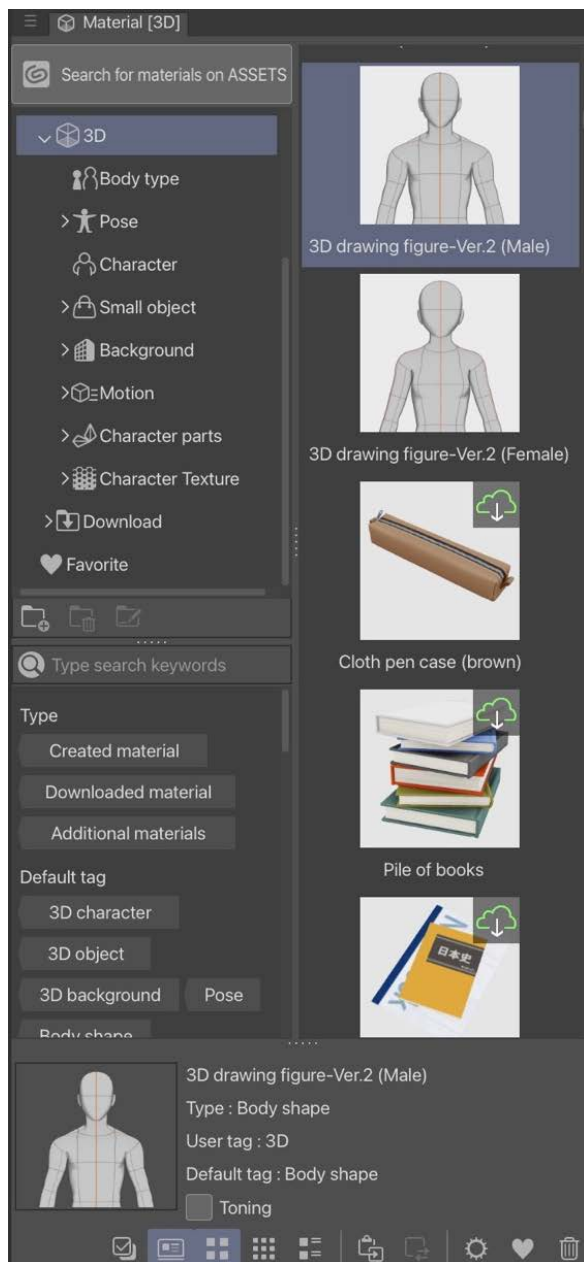 Material [3D]
Search for materials on ASSETS
3D
Body type
Pose
Character
Small object
Background
Motion
Character parts
Character Texture
Download
Favorite
Type search keywords
Type
Created material
Downloaded material
Additional materials
Default tag
3D character
3D object
3D background Pose
Body shape
3D drawing figure-Ver.2 (Male)
3D drawing figure-Ver.2 (Female)
Cloth pen case (brown)
Pile of books
日本史
3D drawing figure-Ver.2 (Male)
Type : Body shape
User tag : 3D
Default tag : Body shape
Toning